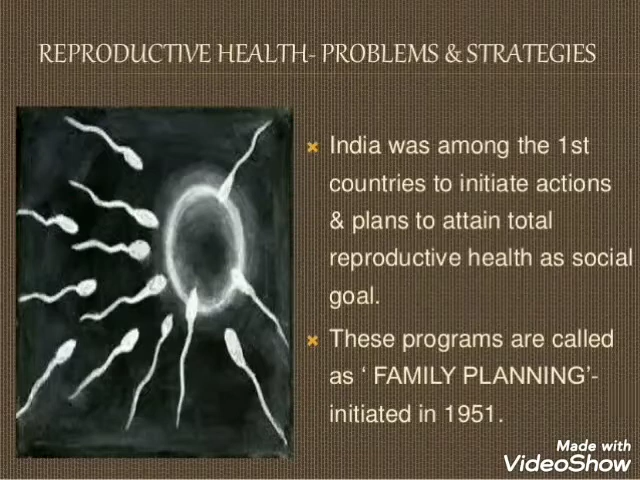 REPRODUCTIVE HEALTH- PROBLEMS & STRATEGIES
India was among the 1st
countries to initiate actions
& plans to attain total
reproductive health as social
goal.
These programs are called
as ‘ FAMILY PLANNING’-
initiated in 1951.
Made with
VideoShow